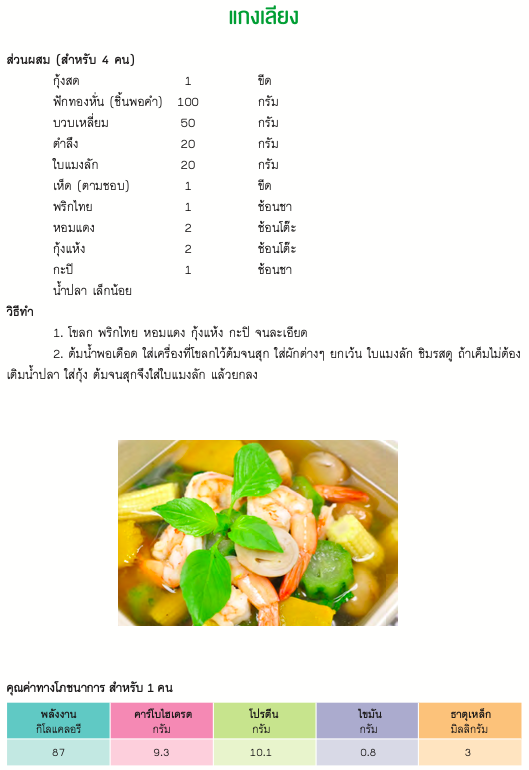 แกงเลียง
ส่วนผสม (สำหรับ 4 คน)
กุ้งสด 1 ขีด
ฟักทองหั่น (ชิ้นพอคำ) 100 กรัม
บวบเหลี่ยม 50 กรัม
ตำลึง 20 กรัม
ใบแมงลัก 20 กรัม
เห็ด (ตามชอบ) 1 ขีด
พริกไทย 1 ช้อนชา
หอมแดง 2 ช้อนโต๊ะ
กุ้งแห้ง 2 ช้อนโต๊ะ
กะปิ 1 ช้อนชา
น้ำปลา เล็กน้อย
วิธีทำ
1. โขลก พริกไทย หอมแดง กุ้งแห้ง กะปิ จนละเอียด
2. ต้มน้ำพอเดือด ใส่เครื่องที่โขลกไว้ต้มจนสุก ใส่ผักต่างๆ ยกเว้น ใบแมงลัก ชิมรสดู ถ้าเค็มไม่ต้อง
เติมน้ำปลา ใส่กุ้ง ต้มจนสุกจึงใส่ใบแมงลัก แล้วยกลง
คุณค่าทางโภชนาการ สำหรับ 1 คน
พลังงาน คาร์โบไฮเดรต โปรตีน ไขมัน ธาตุเหล็ก
กิโลแคลอรี กรัม กรัม กรัม มิลลิกรัม
87 9.3 10.1 0.8 3